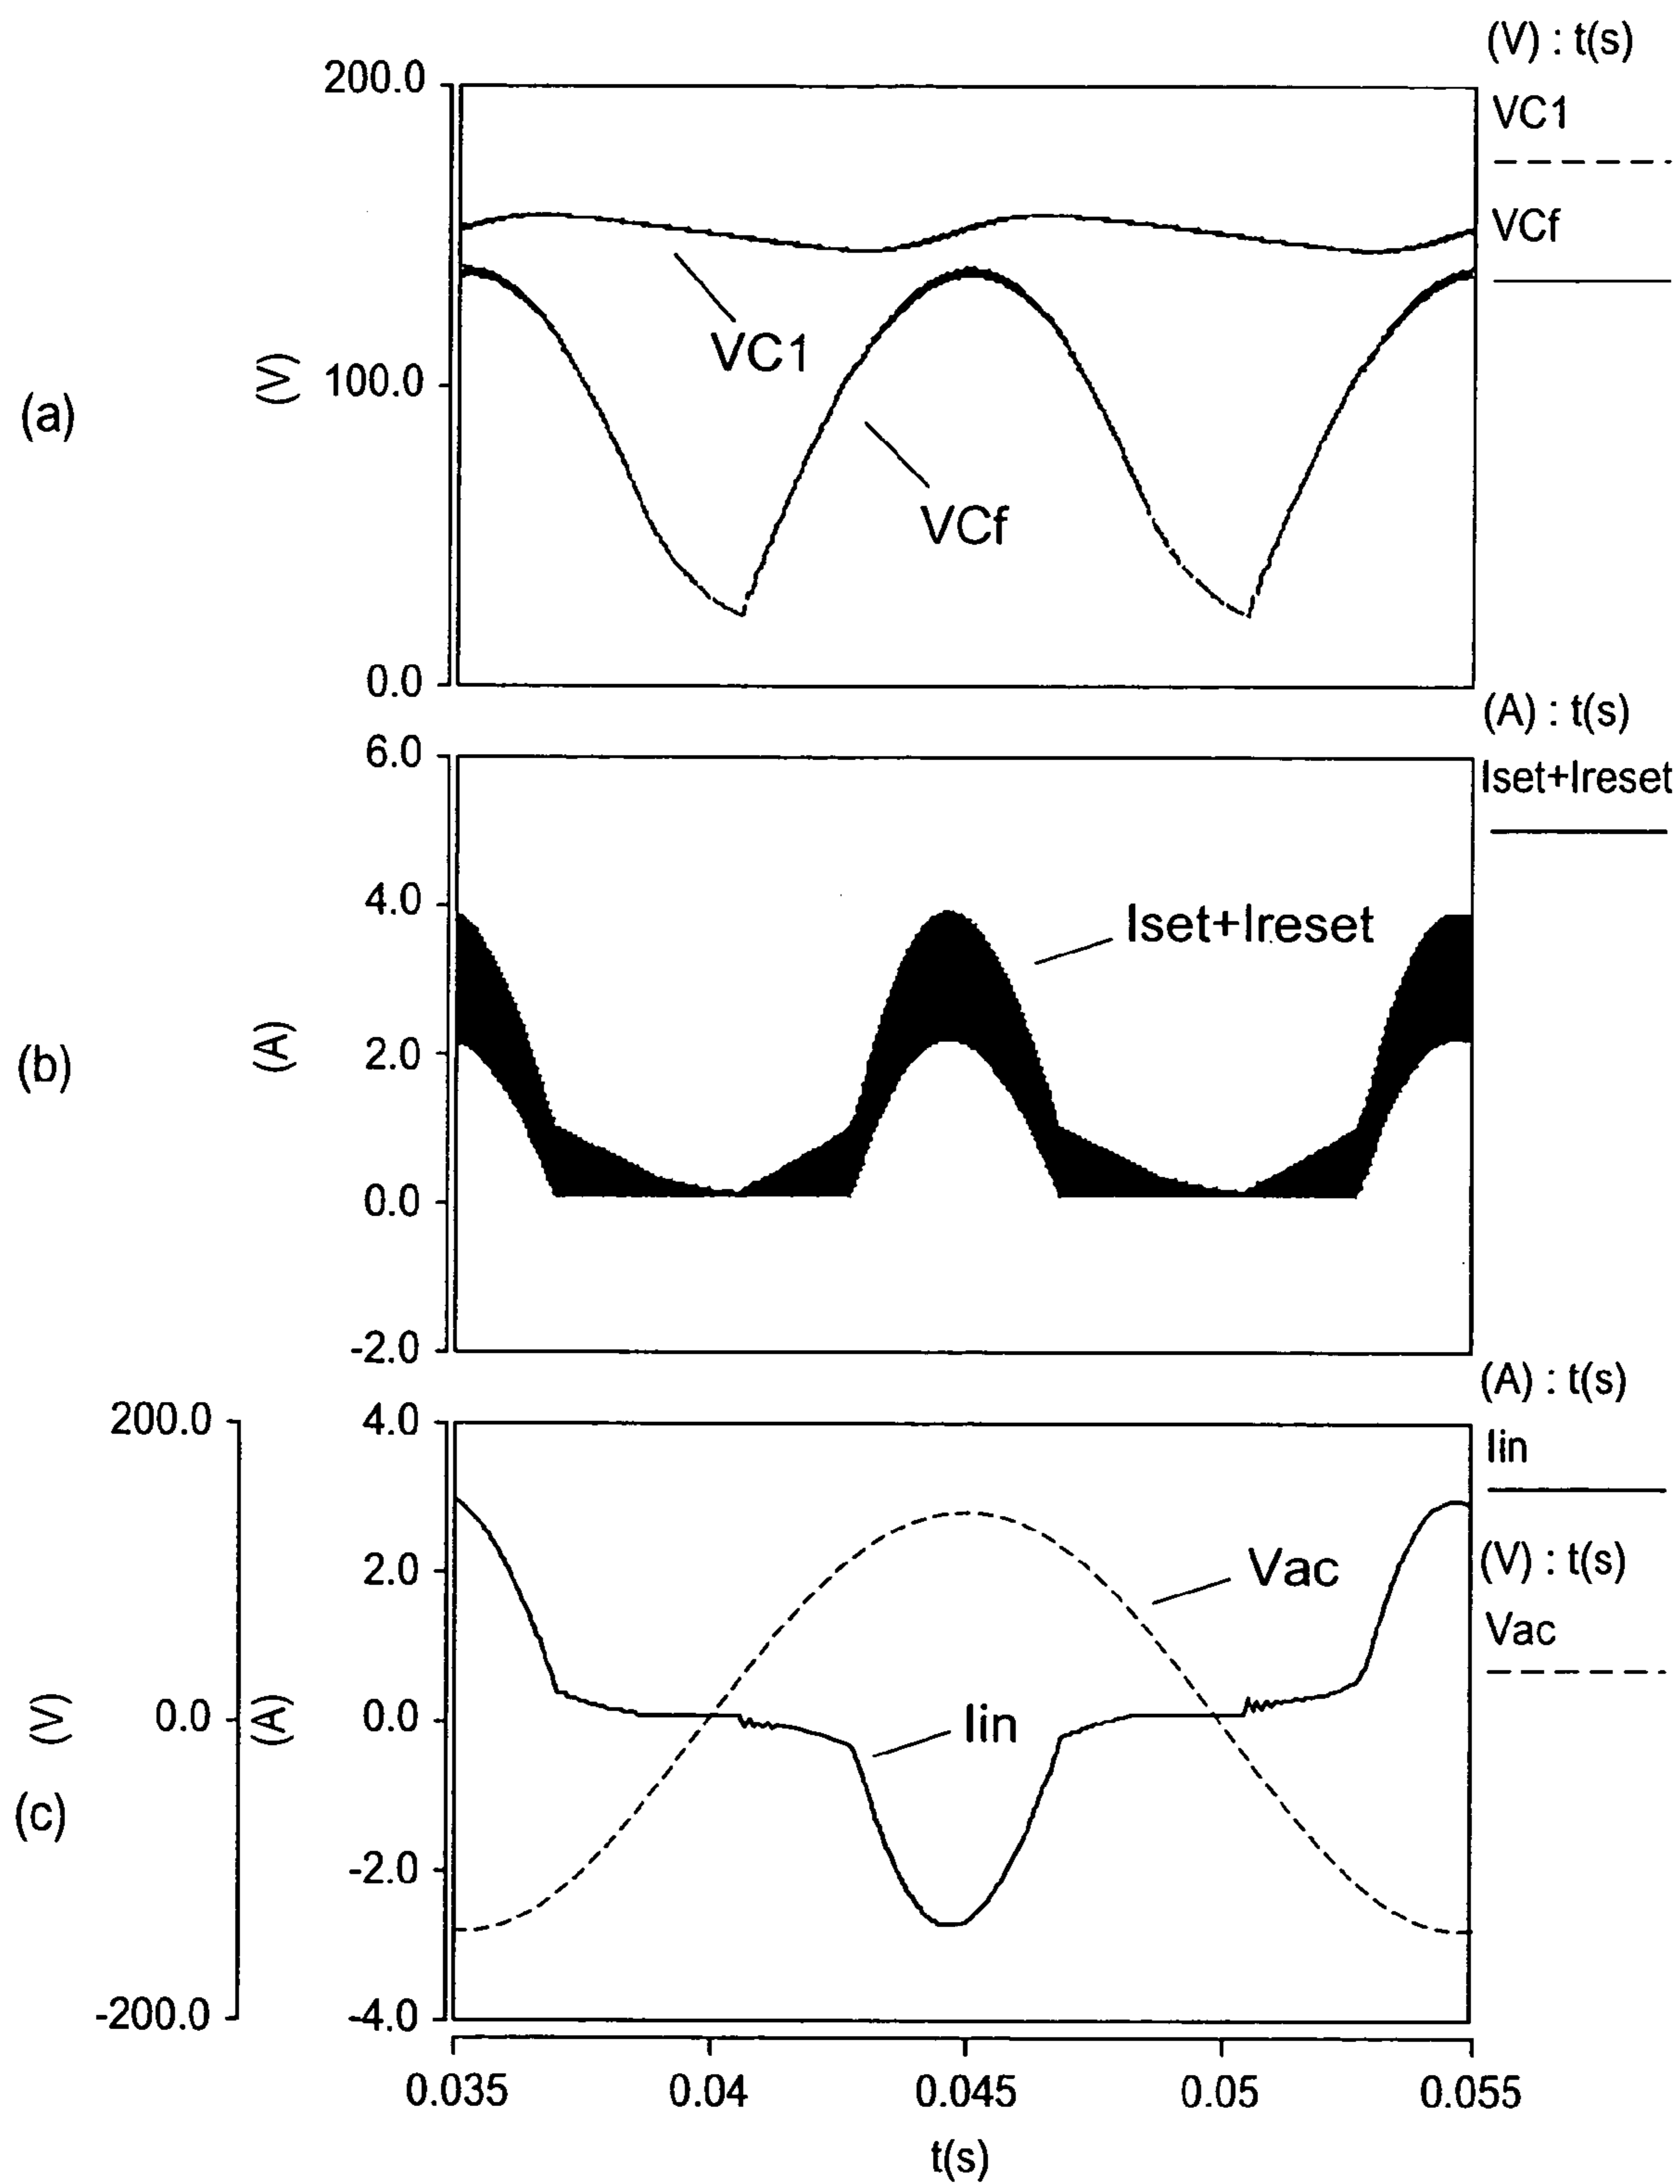 (V) : t(s)
200.0
VC1
VCf
VC1
(V)
100.0
(a)
VCf
0.0
(A) : t(s)
6.0
Iset+Ireset
4.0
Iset+Ireset
(A)
2.0
(b)
0.0
-2.0
(A) : t(s)
200.0
4.0
Iin
2.0
Vac
(V) : t(s)
Vac
(V)
0.0
(A)
0.0
Iin
(c)
-2.0
-200.0
-4.0
0.035
0.04
0.045
0.05
0.055
t(s)